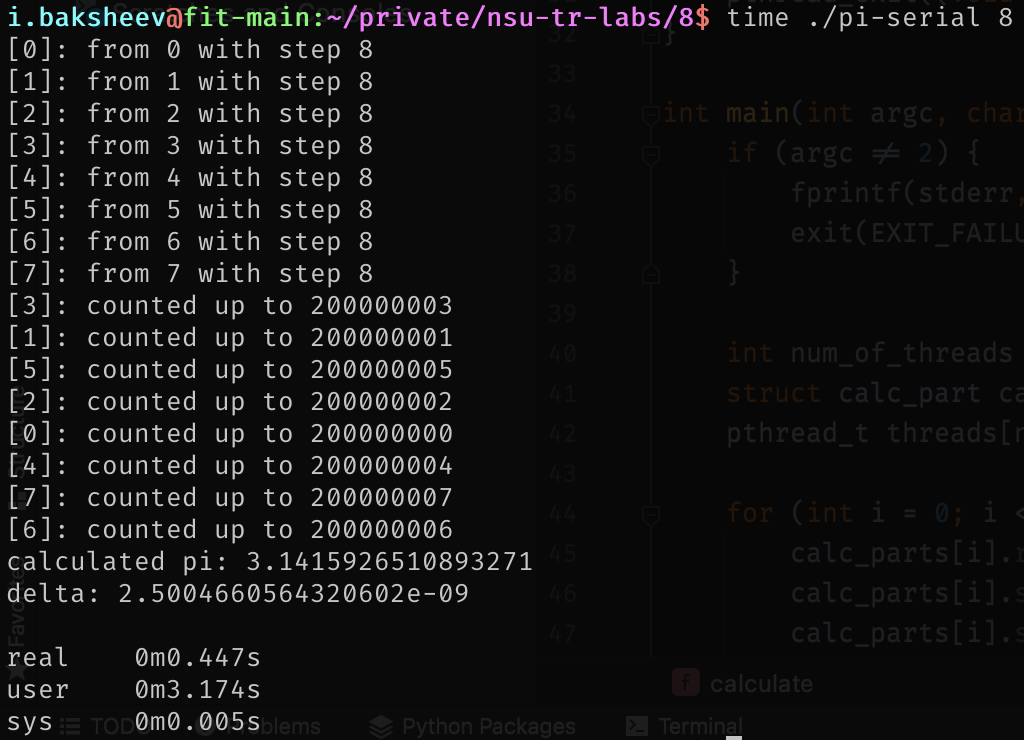 i.baksheev@fit-main:~/private/nsu-tr-labs/8$ time ./pi-serial 8
[0]: from 0 with step 8
[1]: from 1 with step 8
[2]: from 2 with step 8
[3]: from 3 with step 8
[4]: from 4 with step 8
[5]: from 5 with step 8
[6]: from 6 with step 8
[7]: from 7 with step 8
[3]: counted up to 200000003
[1]: counted up to 200000001
[5]: counted up to 200000005
[2]: counted up to 200000002
[0]: counted up to 200000000
[4]: counted up to 200000004
[7]: counted up to 200000007
[6]: counted up to 200000006
calculated pi: 3.1415926510893271
delta: 2.5004660564320602e-09
real 0m0.447s
user 0m3.174s
sys 0m0.005s
32 }
33
34 int main(int argc, char
35 if (argc ≠ 2) {
36 fprintf(stderr,
37 exit(EXIT_FAILU
38 }
39
40 int num_of_threads
41 struct calc_part ca
42 pthread_t threads[n
43
44 for (int i = 0; i <
45 calc_parts[i].
46 calc_parts[i].s
47 calc_parts[i].s
f calculate
TODO Problems Python Packages Terminal
Favorites